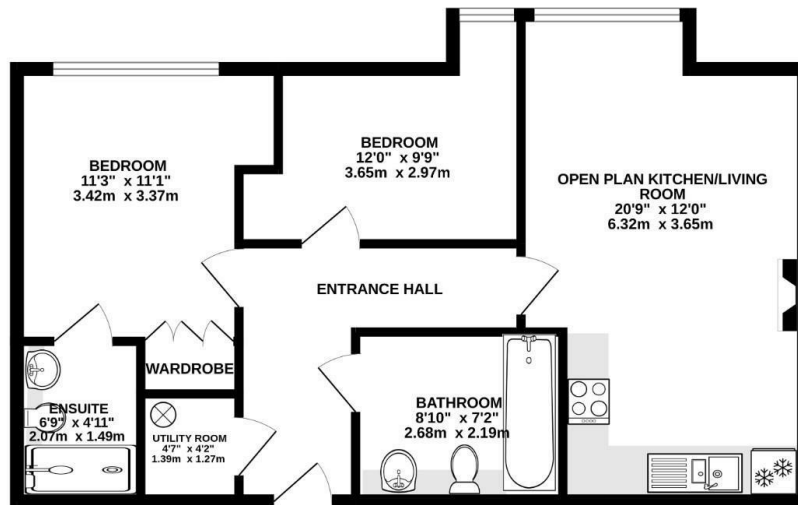 BEDROOM
11'3" x 11'1"
3.42m x 3.37m
BEDROOM
12'0" x 9'9"
3.65m x 2.97m
OPEN PLAN KITCHEN/LIVING
ROOM
20'9" x 12'0"
6.32m x 3.65m
ENTRANCE HALL
WARDROBE
ENSUITE
6'9" x 4'11"
2.07m x 1.49m
UTILITY ROOM
4'7" x 4'2"
1.39m x 1.27m
BATHROOM
8'10" x 7'2"
2.68m x 2.19m